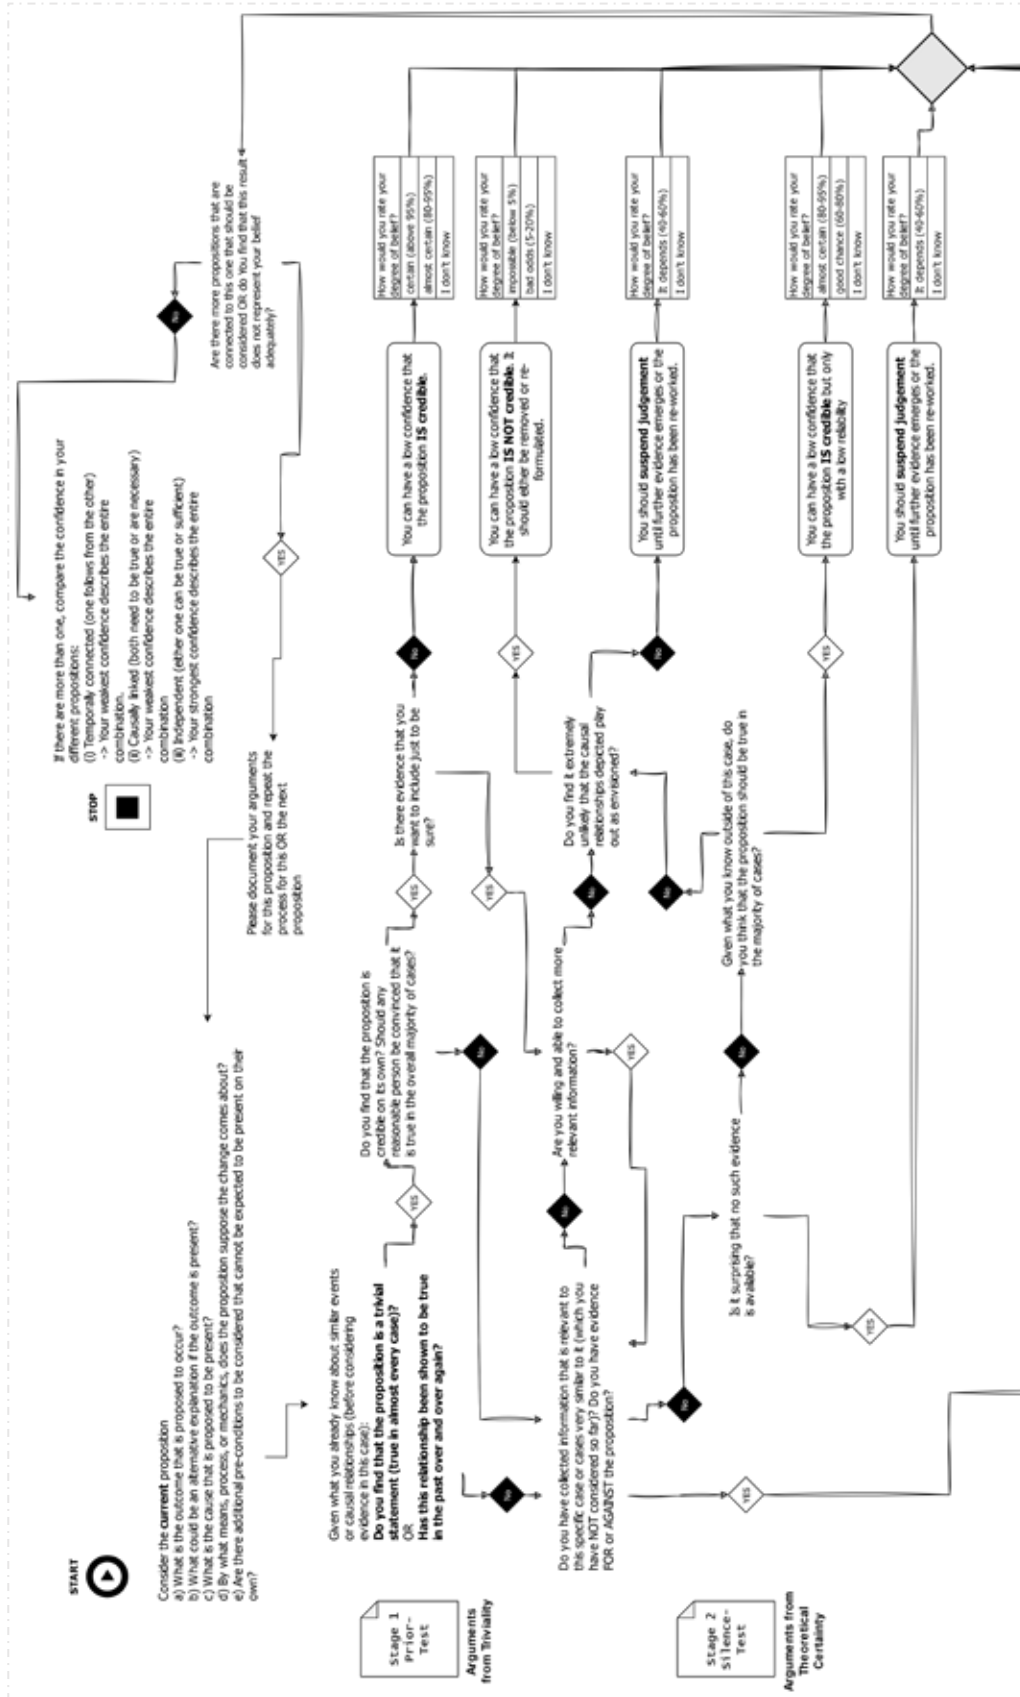 START
Consider the current proposition
a) What is the outcome that is proposed to occur?
b) What could be an alternative explanation if the outcome is present?
c) What is the cause that is proposed to be present?
d) By what means, process, or mechanics, does the proposition suppose the change comes about?
e) Are there additional pre-conditions to be considered that cannot be expected to be present on their
own?
Please document your arguments
for this proposition and repeat the
process for this OR the next
proposition
STOP
If there are more than one, compare the confidence in your
different propositions:
(i) Temporally connected (one follows from the other)
-> Your weakest confidence describes the entire
combination.
(ii) Causally linked (both need to be true or are necessary)
-> Your weakest confidence describes the entire
combination
(iii) Independent (either one can be true or sufficient)
-> Your strongest confidence describes the entire
combination
YES
No
Are there more propositions that are
connected to this one that should be
considered OR do You find that this result
does not represent your belief
adequately?
Stage 1
Prior-
Test
Arguments
from Triviality
Given what you already know about similar events
or causal relationships (before considering
evidence in this case):
Do you find that the proposition is a trivial
statement (true in almost every case)?
OR
Has this relationship been shown to be true
in the past over and over again?
YES
No
Do you find that the proposition is
credible on its own? Should any
reasonable person be convinced that it
is true in the overall majority of cases?
YES
No
Is there evidence that you
want to include just to be
sure?
YES
No
You can have a low confidence that
the proposition IS credible.
How would you rate your
degree of belief?
certain (above 95%)
almost certain (80-95%)
I don't know
Stage 2
Silence-
Test
Arguments from
Theoretical
Certainty
Do you have collected information that is relevant to
this specific case or cases very similar to it (which you
have NOT considered so far)? Do you have evidence
FOR or AGAINST the proposition?
No
YES
No
Are you willing and able to collect more
relevant information?
YES
No
Do you find it extremely
unlikely that the causal
relationships depicted play
out as envisioned?
YES
No
You can have a low confidence that
the proposition IS NOT credible. It
should either be removed or re-
formulated.
How would you rate your
degree of belief?
impossible (below 5%)
bad odds (5-20%)
I don't know
You should suspend judgement
until further evidence emerges or the
proposition has been re-worked.
How would you rate your
degree of belief?
It depends (40-60%)
I don't know
Is it surprising that no such evidence
is available?
No
YES
Given what you know outside of this case, do
you think that the proposition should be true in
the majority of cases?
No
YES
You can have a low confidence that
the proposition IS credible but only
with a low reliability
How would you rate your
degree of belief?
almost certain (80-95%)
good chance (60-80%)
I don't know
You should suspend judgement
until further evidence emerges or the
proposition has been re-worked.
How would you rate your
degree of belief?
It depends (40-60%)
I don't know